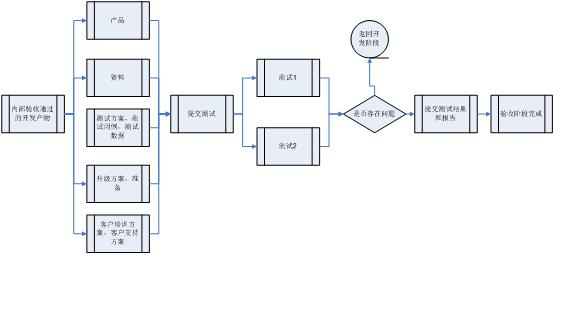 返回开
发阶段
产品
资料
测试方案，测
试用例，测试
数据
升级方案，准
备
客户培训方
案，客户支持
方案
内部验收通过
的开发产物
提交测试
测试1
测试2
是否存在问题
提交测试结果
和报告
验收阶段完成